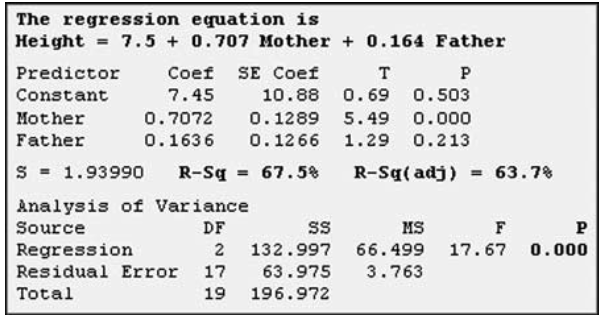 The regression equation is
Height = 7.5 + 0.707 Mother + 0.164 Father
Predictor Coef SE Coef T P
Constant 7.45 10.88 0.69 0.503
Mother 0.7072 0.1289 5.49 0.000
Father 0.1636 0.1266 1.29 0.213
S = 1.93990 R-Sq = 67.5% R-Sq(adj) = 63.7%
Analysis of Variance
Source DF SS MS F P
Regression 2 132.997 66.499 17.67 0.000
Residual Error 17 63.975 3.763
Total 19 196.972